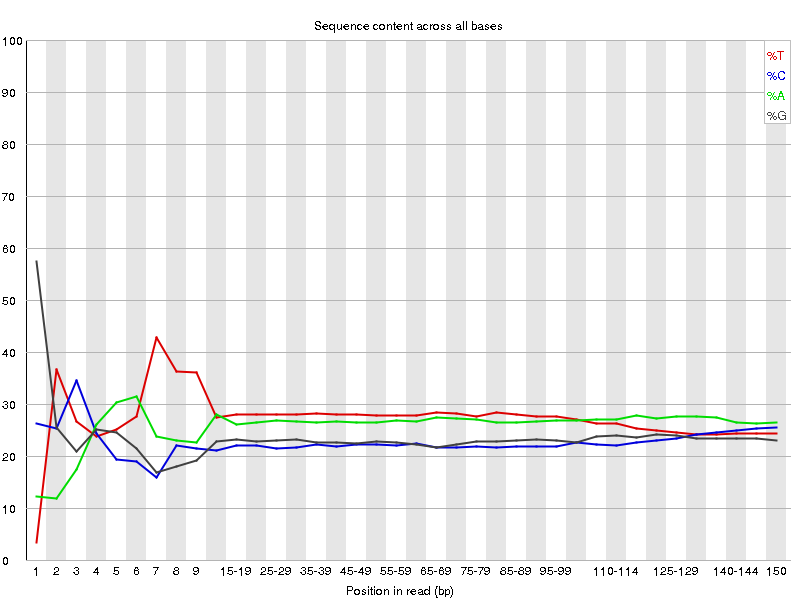 Sequence content across all bases
100
90
80
70
60
50
40
30
20
10
0
%T
%C
%A
%G
1 2 3 4 5 6 7 8 9 15-19 25-29 35-39 45-49 55-59 65-69 75-79 85-89 95-99 110-114 125-129 140-144 150
Position in read (bp)